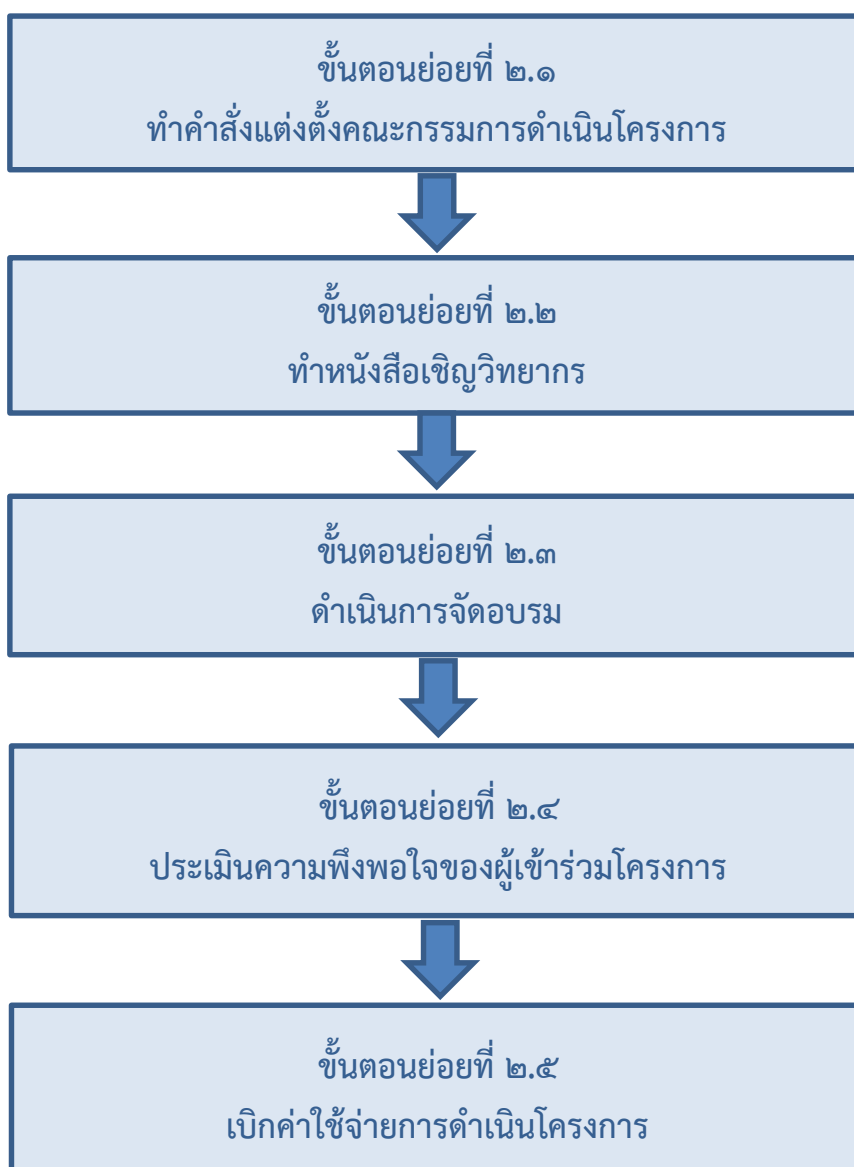 ขั้นตอนย่อยที่ ๒.๑
ทำคำสั่งแต่งตั้งคณะกรรมการดำเนินโครงการ
ขั้นตอนย่อยที่ ๒.๒
ทำหนังสือเชิญวิทยากร
ขั้นตอนย่อยที่ ๒.๓
ดำเนินการจัดอบรม
ขั้นตอนย่อยที่ ๒.๔
ประเมินความพึงพอใจของผู้เข้าร่วมโครงการ
ขั้นตอนย่อยที่ ๒.๕
เบิกค่าใช้จ่ายการดำเนินโครงการ